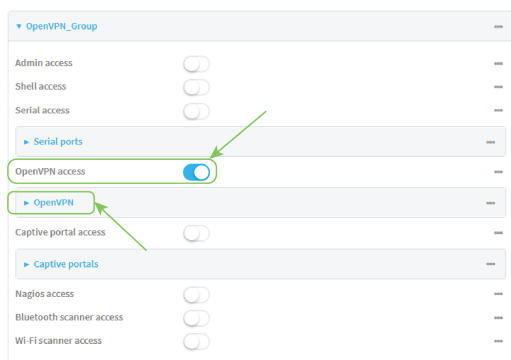 OpenVPN_Group
Admin access
Shell access
Serial access
Serial ports
OpenVPN access
OpenVPN
Captive portal access
Captive portals
Nagios access
Bluetooth scanner access
Wi-Fi scanner access